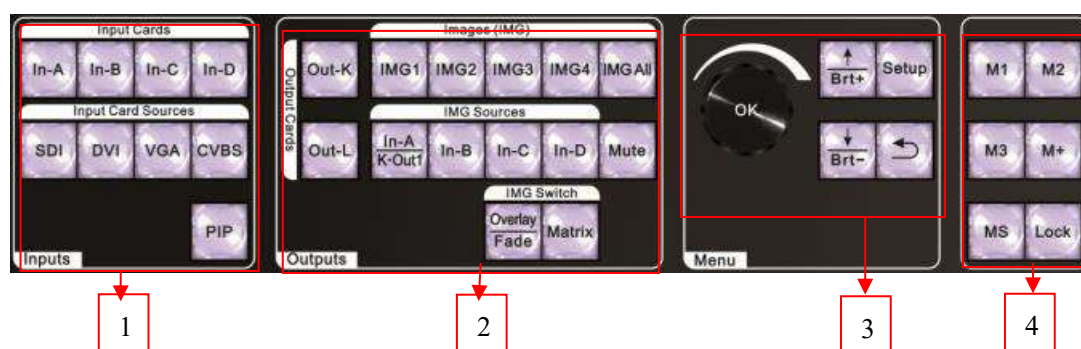 Input Cards
In-A In-B In-C In-D
Input Card Sources
SDI DVI VGA CVBS
PIP
Inputs
Output Cards
Images (IMG)
Out-K IMG1 IMG2 IMG3 IMG4 IMG All
IMG Sources
Out-L In-A K-Out1 In-B In-C In-D Mute
IMG Switch
Overlay Fade Matrix
Outputs
OK
Brt+ Setup
Brt−
Menu
M1 M2
M3 M+
MS Lock
1 2 3 4